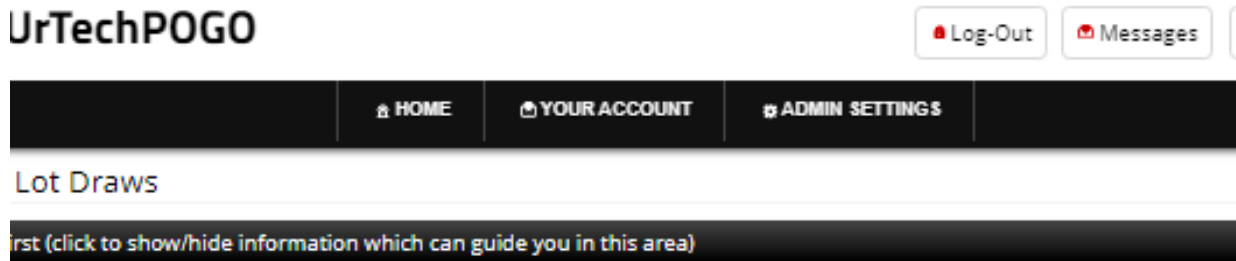 UrTechPOGO
Log-Out Messages
HOME YOUR ACCOUNT ADMIN SETTINGS
Lot Draws
irst (click to show/hide information which can guide you in this area)